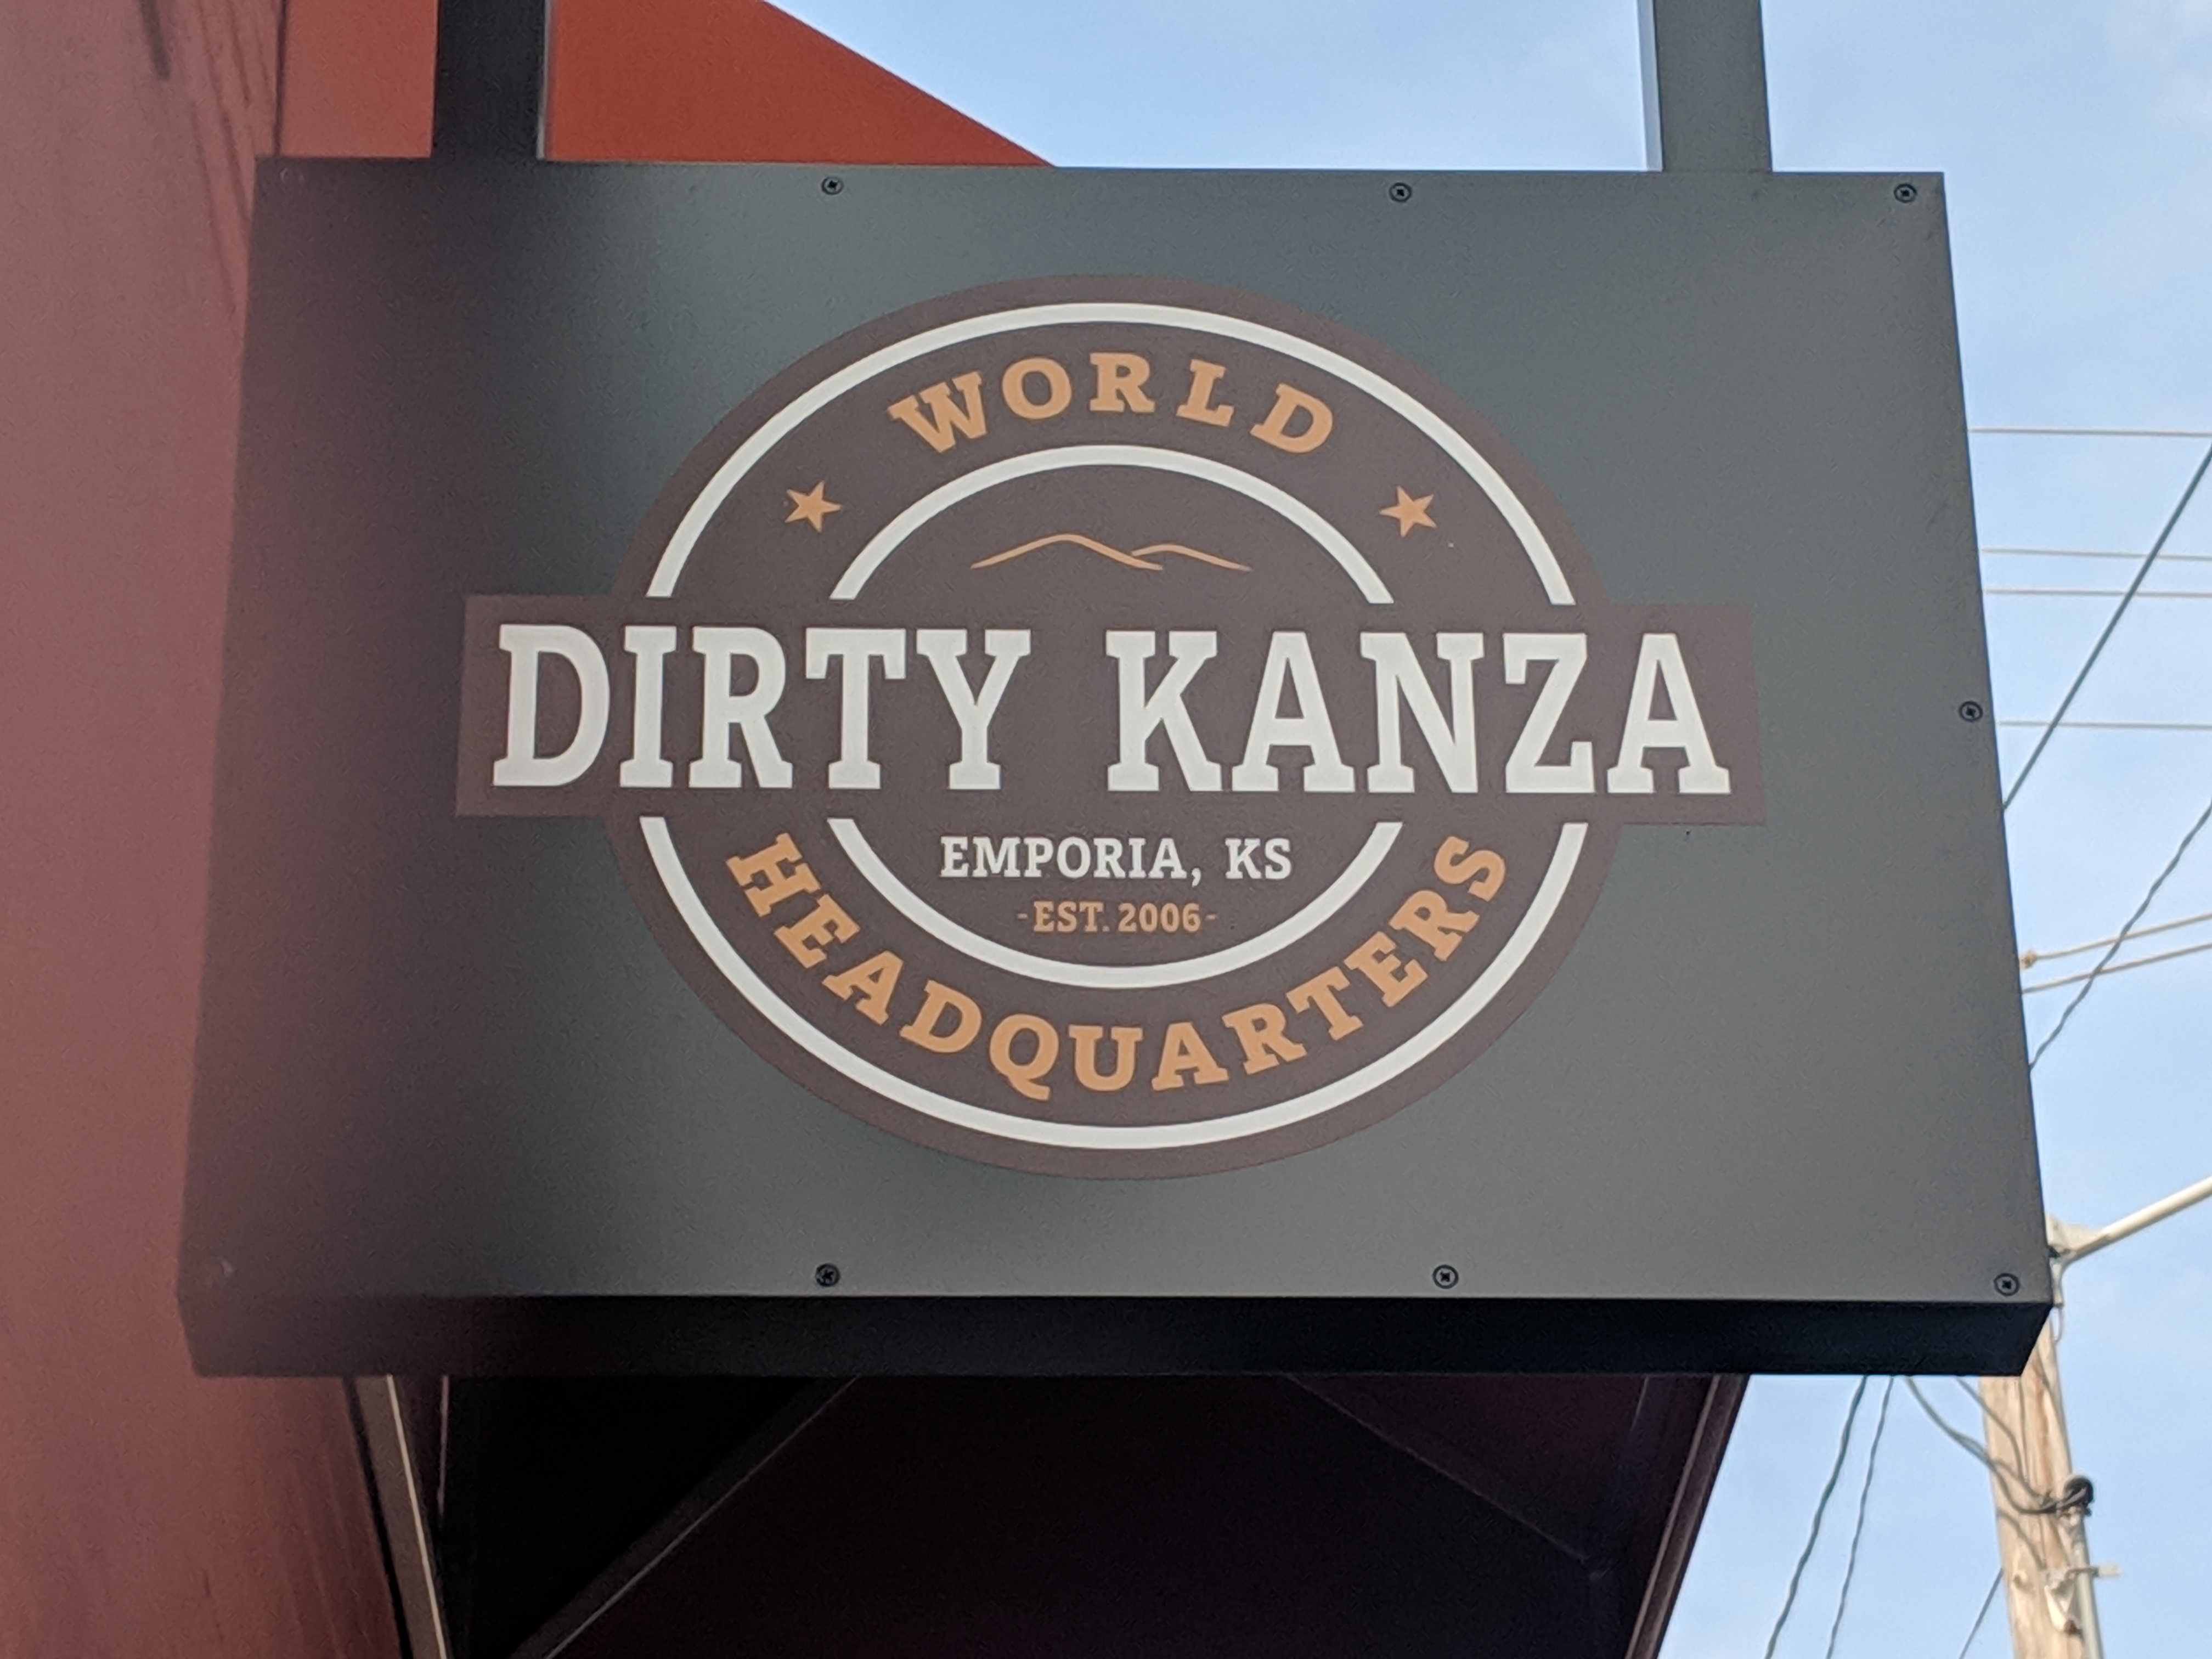 WORLD
DIRTY KANZA
EMPORIA, KS
-EST. 2006-
HEADQUARTERS